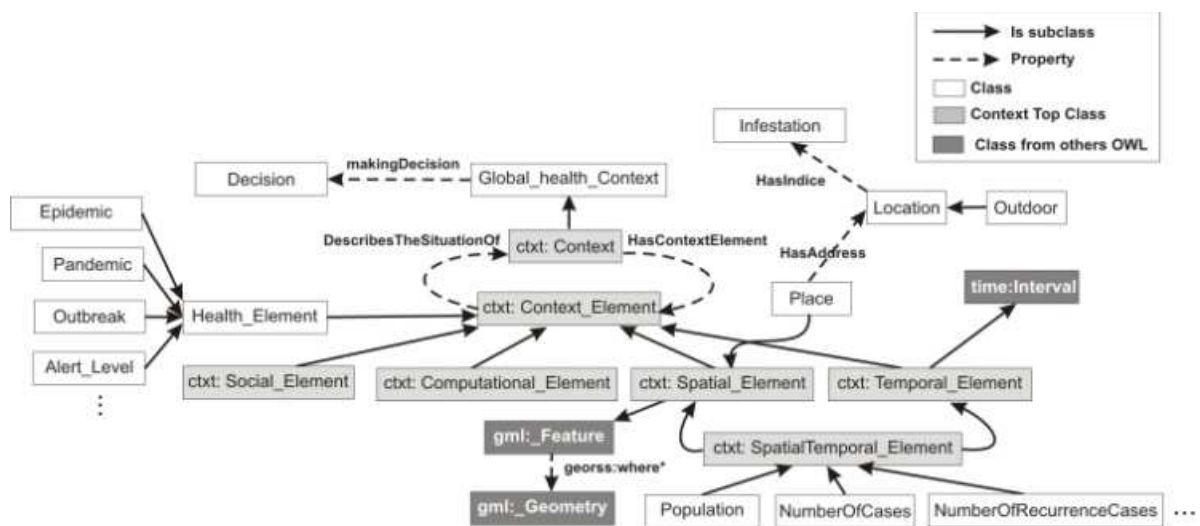 Is subclass
Property
Class
Context Top Class
Class from others OWL
Infestation
makingDecision
Decision
Global_health_Context
HasIndice
Epidemic
Location
Outdoor
DescribesTheSituationOf
ctxt: Context
HasContextElement
Pandemic
HasAddress
time:Interval
Place
Outbreak
Health_Element
ctxt: Context_Element
Alert_Level
ctxt: Social_Element
ctxt: Computational_Element
ctxt: Spatial_Element
ctxt: Temporal_Element
⋮
gml:_Feature
ctxt: SpatialTemporal_Element
georss:where*
gml:_Geometry
Population
NumberOfCases
NumberOfRecurrenceCases
...